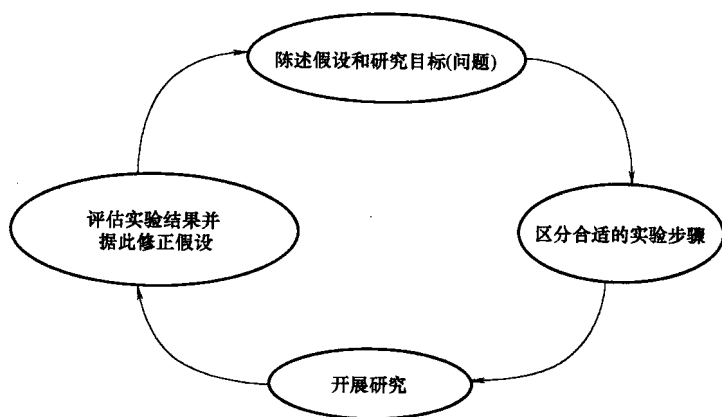 陈述假设和研究目标(问题)
区分合适的实验步骤
开展研究
评估实验结果并
据此修正假设